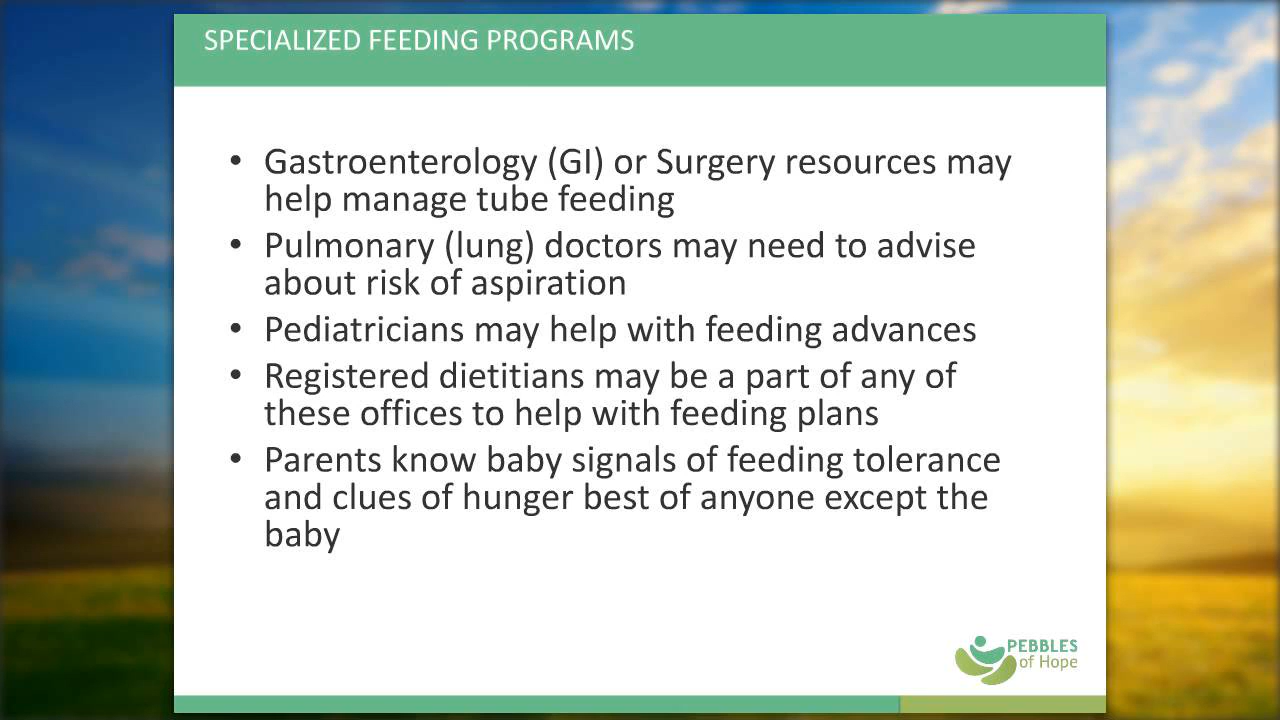 SPECIALIZED FEEDING PROGRAMS
• Gastroenterology (GI) or Surgery resources may
help manage tube feeding
• Pulmonary (lung) doctors may need to advise
about risk of aspiration
• Pediatricians may help with feeding advances
• Registered dietitians may be a part of any of
these offices to help with feeding plans
• Parents know baby signals of feeding tolerance
and clues of hunger best of anyone except the
baby
PEBBLES
of Hope